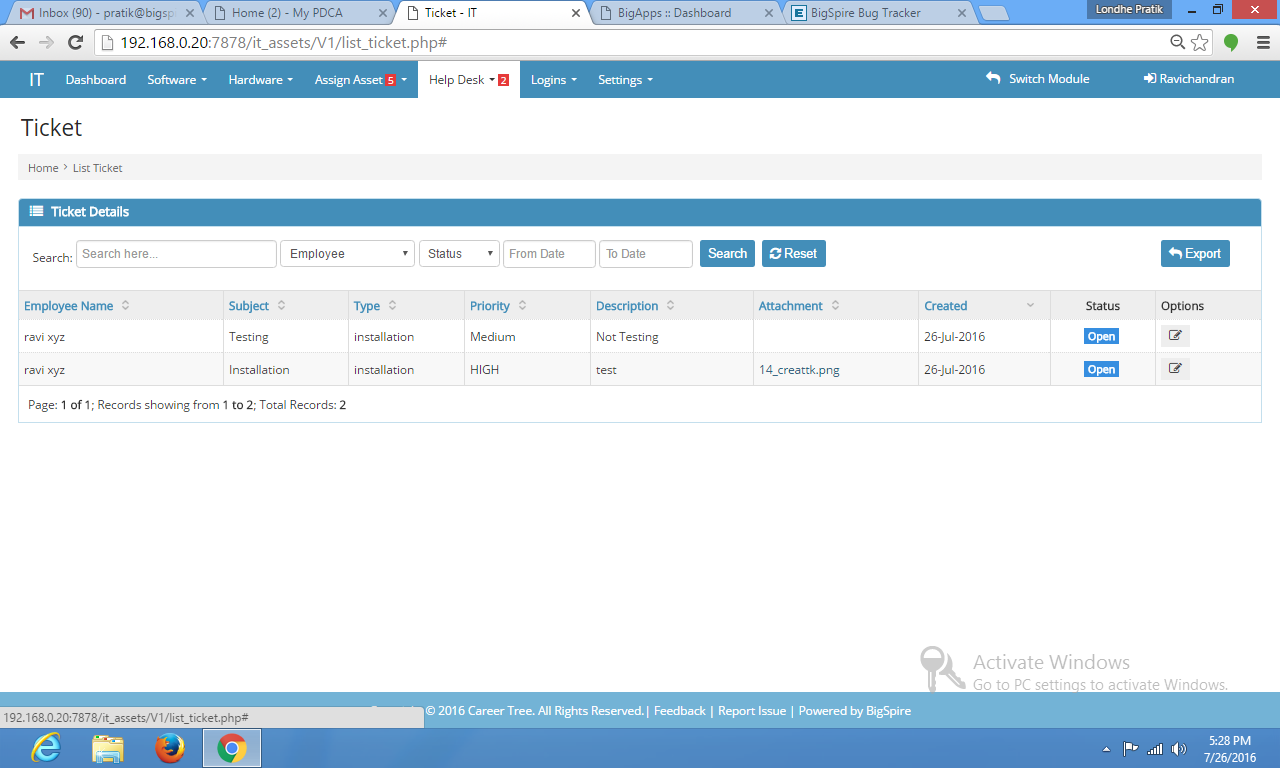 Inbox (90) - pratik@bigsp
Home (2) - My PDCA
Ticket - IT
BigApps :: Dashboard
BigSpire Bug Tracker
Londhe Pratik
192.168.0.20:7878/it_assets/V1/list_ticket.php#
IT Dashboard Software Hardware Assign Asset 5 Help Desk 2 Logins Settings Switch Module Ravichandran
Ticket
Home > List Ticket
Ticket Details
Search: Search here... Employee Status From Date To Date Search Reset Export
Employee Name Subject Type Priority Description Attachment Created Status Options
ravi xyz Testing installation Medium Not Testing 26-Jul-2016 Open
ravi xyz Installation installation HIGH test 14_creattk.png 26-Jul-2016 Open
Page: 1 of 1; Records showing from 1 to 2; Total Records: 2
Activate Windows
Go to PC settings to activate Windows.
© 2016 Career Tree. All Rights Reserved.| Feedback | Report Issue | Powered by BigSpire
192.168.0.20:7878/it_assets/V1/list_ticket.php#
5:28 PM
7/26/2016